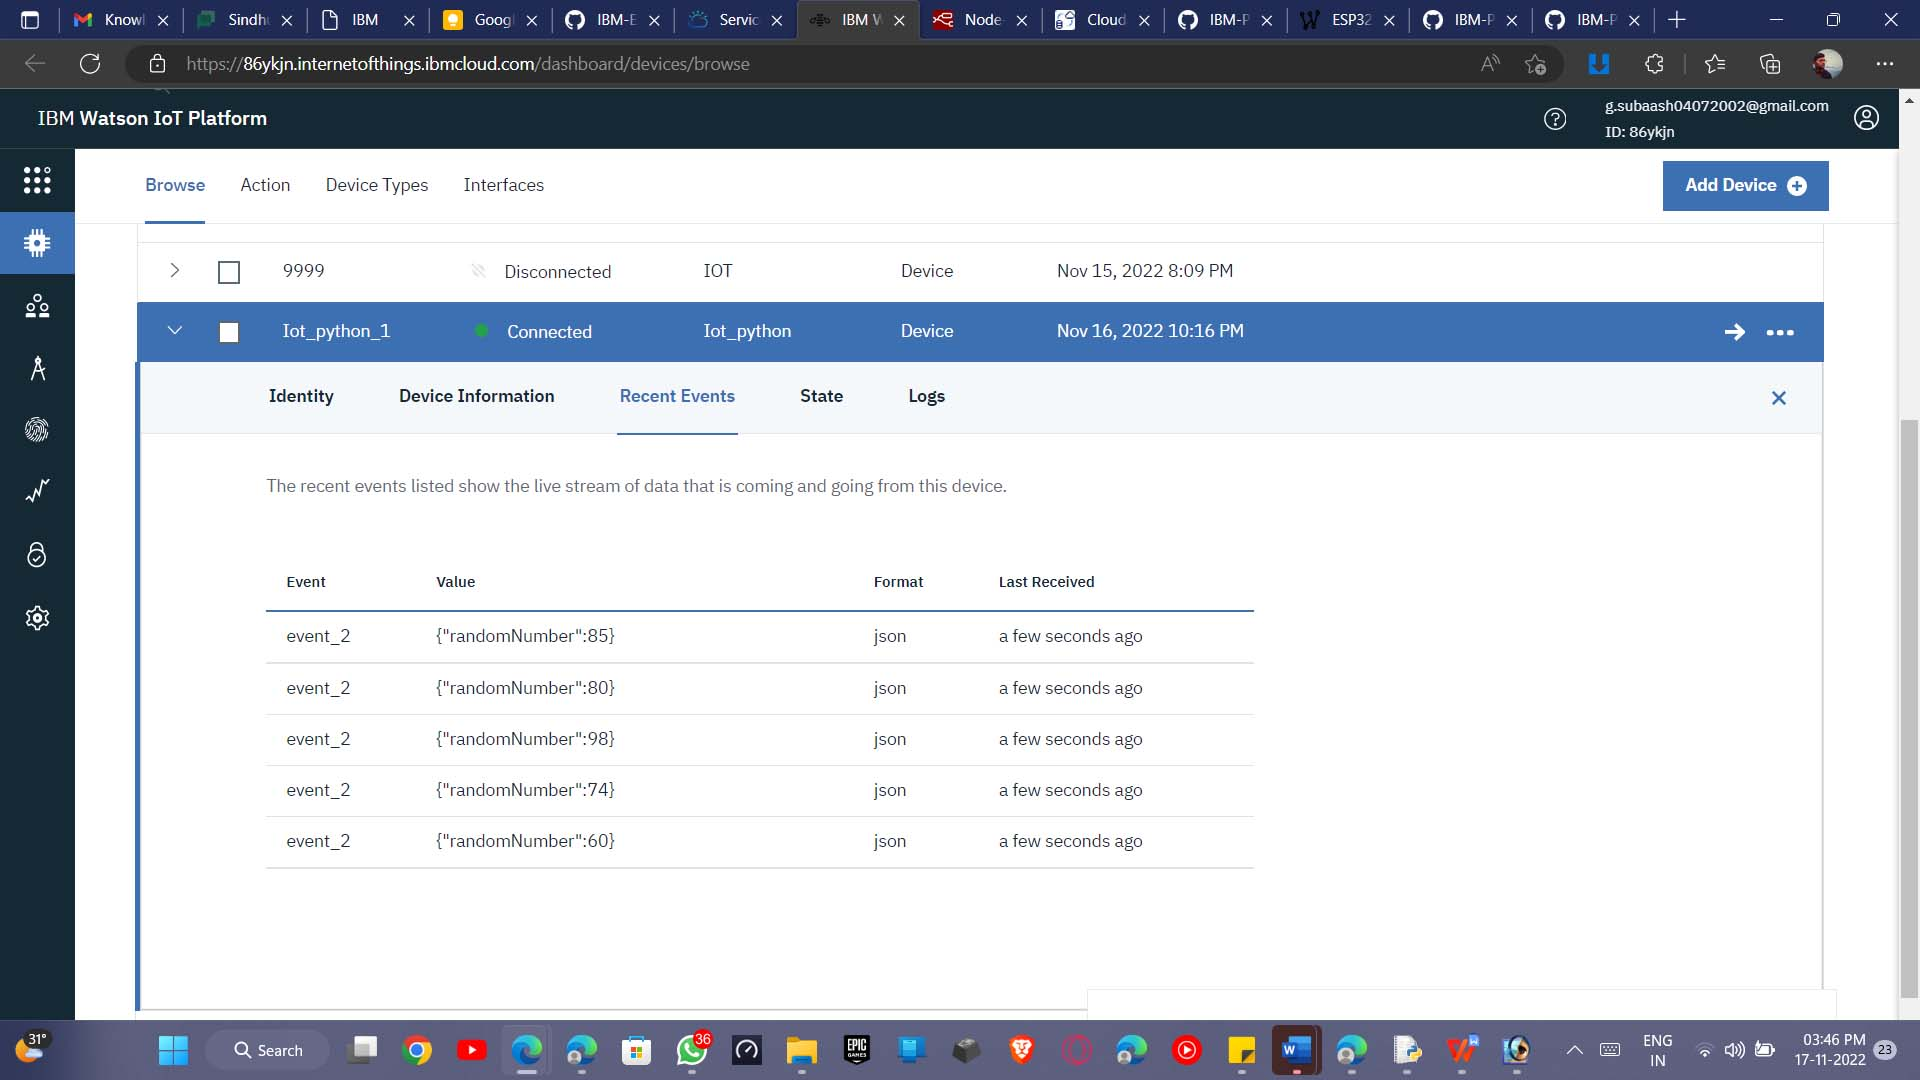 Knowl
Sindhu
IBM
Goog
IBM-E
Servic
IBM W
Node-
Cloud
IBM-P
ESP32
IBM-P
IBM-P
https://86ykjn.internetofthings.ibmcloud.com/dashboard/devices/browse
IBM Watson IoT Platform
g.subaash04072002@gmail.com
ID: 86ykjn
Browse Action Device Types Interfaces
Add Device
9999 Disconnected IOT Device Nov 15, 2022 8:09 PM
Iot_python_1 Connected Iot_python Device Nov 16, 2022 10:16 PM
Identity Device Information Recent Events State Logs
The recent events listed show the live stream of data that is coming and going from this device.
Event Value Format Last Received
event_2 {"randomNumber":85} json a few seconds ago
event_2 {"randomNumber":80} json a few seconds ago
event_2 {"randomNumber":98} json a few seconds ago
event_2 {"randomNumber":74} json a few seconds ago
event_2 {"randomNumber":60} json a few seconds ago
31°
Search
36
EPIC
GAMES
ENG
IN
03:46 PM
17-11-2022
23